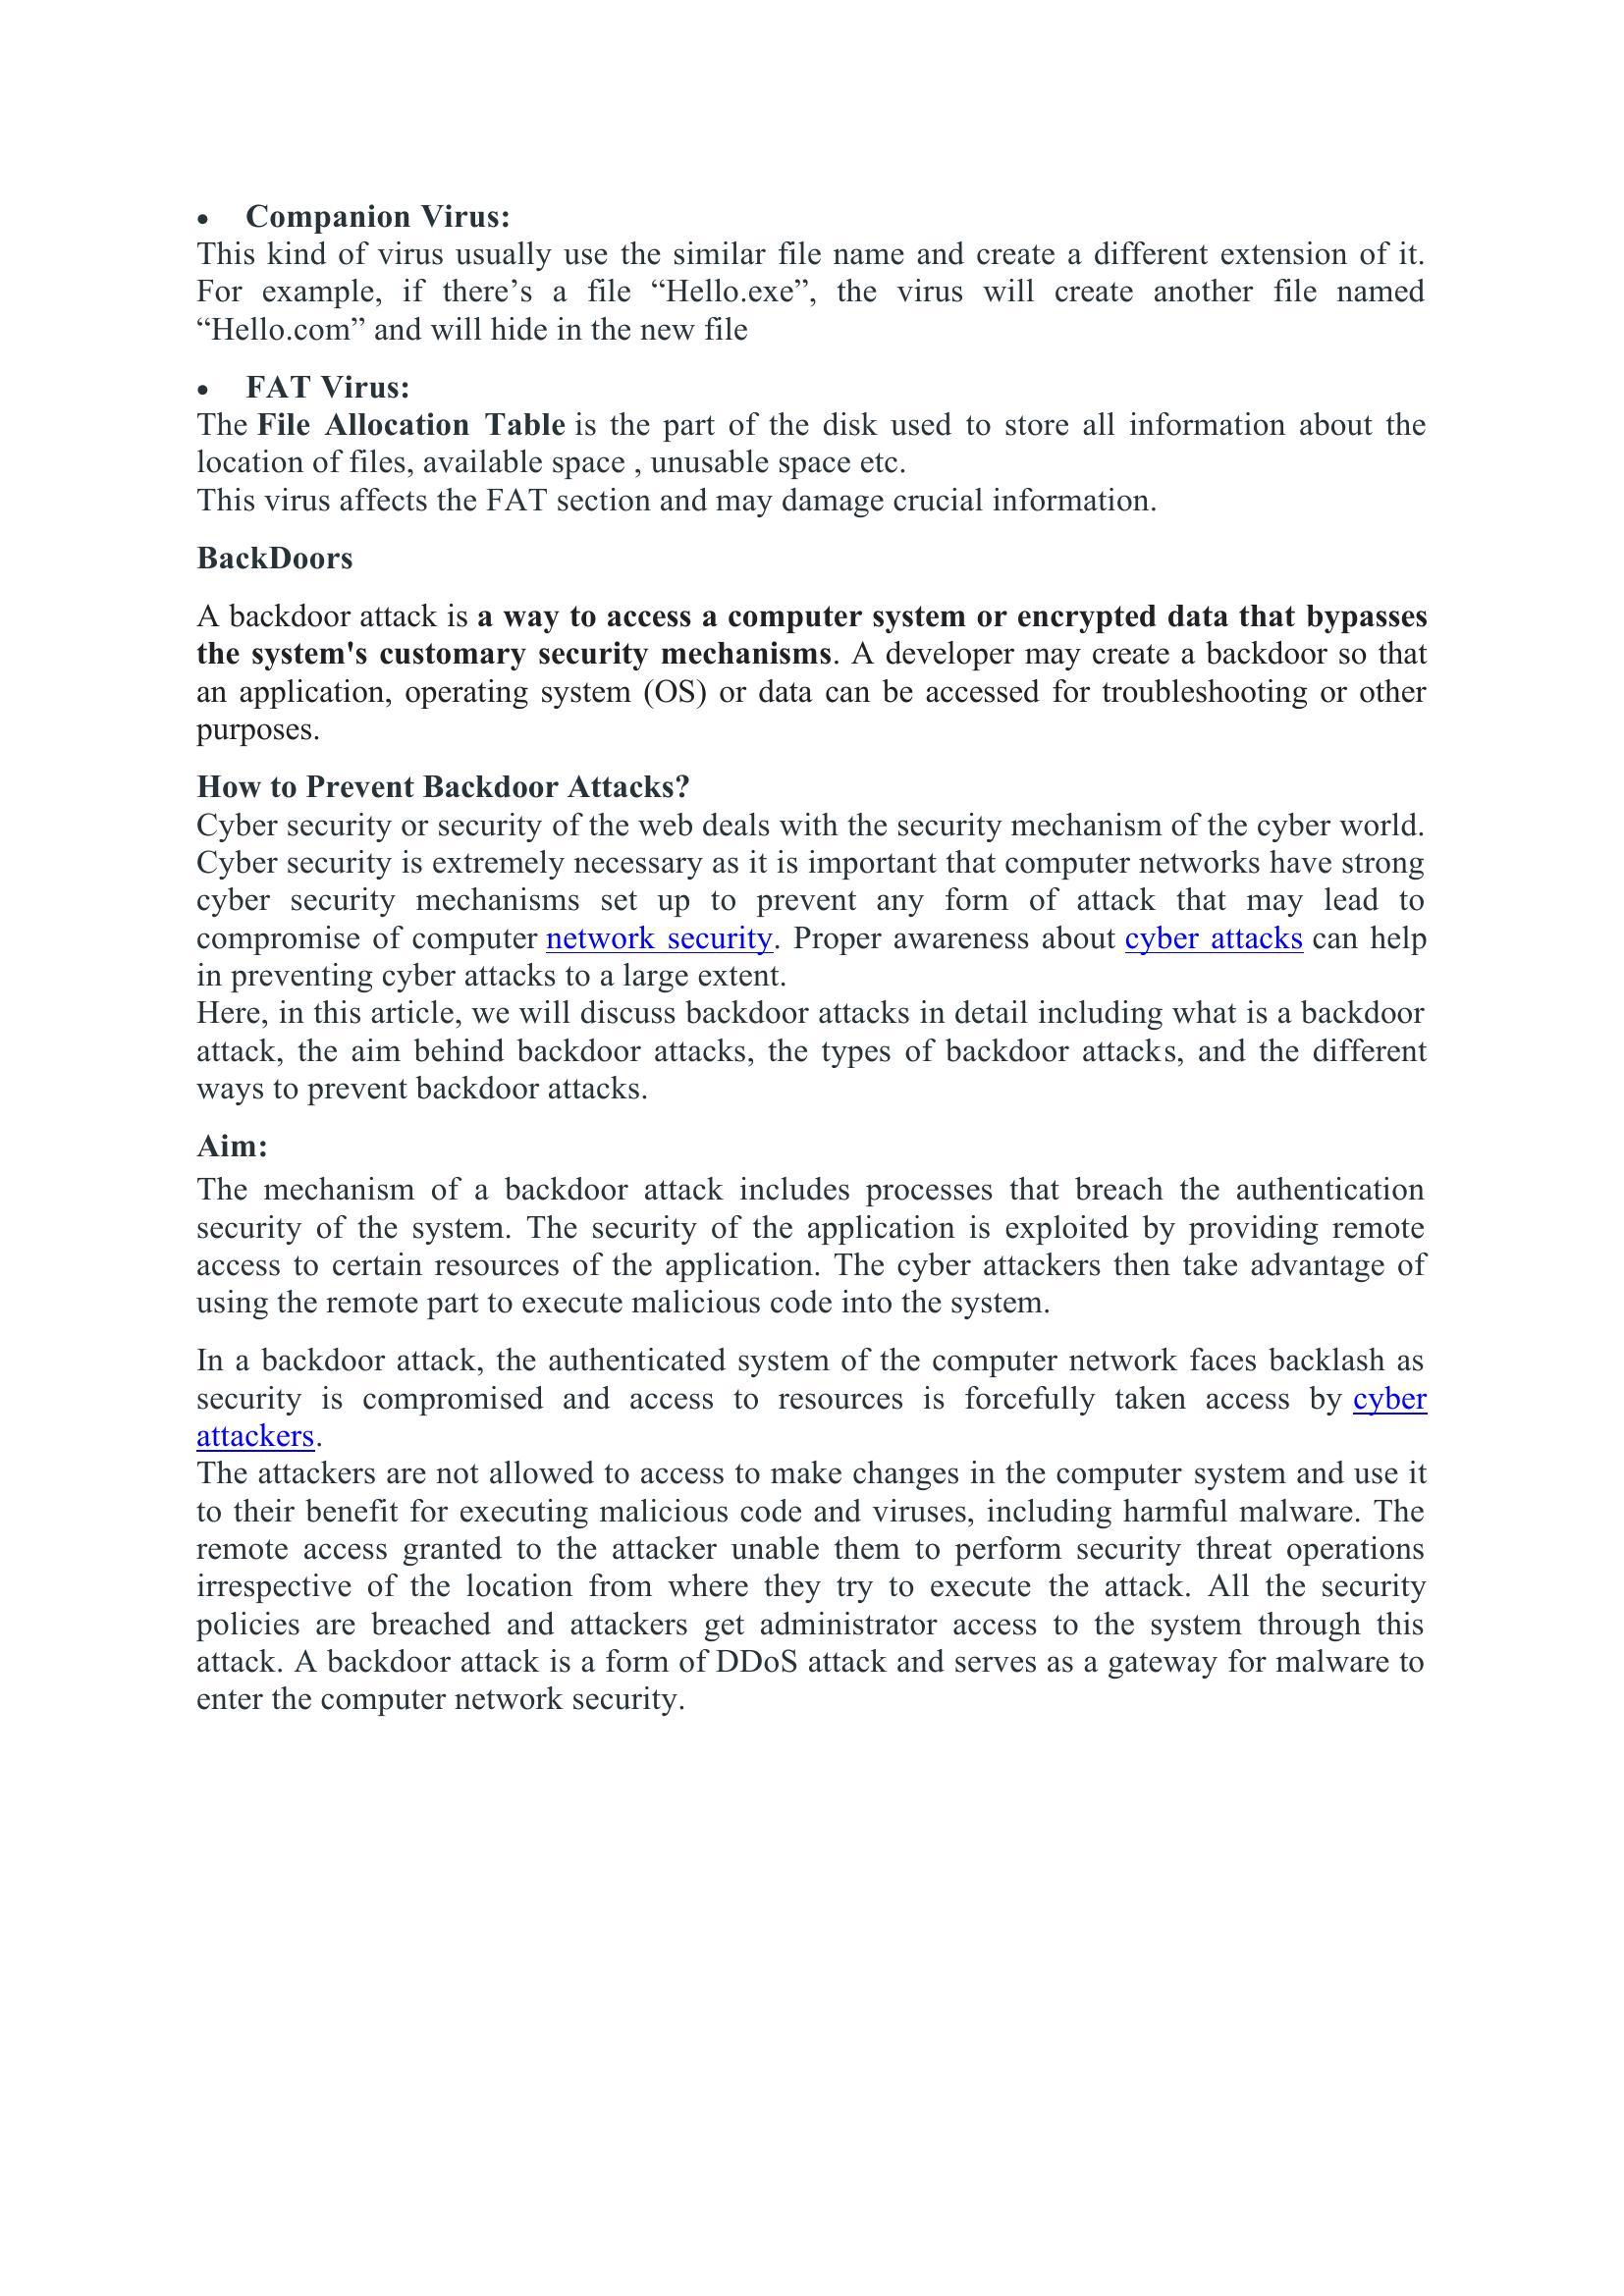 • Companion Virus:
This kind of virus usually use the similar file name and create a different extension of it.
For example, if there’s a file “Hello.exe”, the virus will create another file named
“Hello.com” and will hide in the new file
• FAT Virus:
The File Allocation Table is the part of the disk used to store all information about the
location of files, available space , unusable space etc.
This virus affects the FAT section and may damage crucial information.
BackDoors
A backdoor attack is a way to access a computer system or encrypted data that bypasses
the system's customary security mechanisms. A developer may create a backdoor so that
an application, operating system (OS) or data can be accessed for troubleshooting or other
purposes.
How to Prevent Backdoor Attacks?
Cyber security or security of the web deals with the security mechanism of the cyber world.
Cyber security is extremely necessary as it is important that computer networks have strong
cyber security mechanisms set up to prevent any form of attack that may lead to
compromise of computer network security. Proper awareness about cyber attacks can help
in preventing cyber attacks to a large extent.
Here, in this article, we will discuss backdoor attacks in detail including what is a backdoor
attack, the aim behind backdoor attacks, the types of backdoor attacks, and the different
ways to prevent backdoor attacks.
Aim:
The mechanism of a backdoor attack includes processes that breach the authentication
security of the system. The security of the application is exploited by providing remote
access to certain resources of the application. The cyber attackers then take advantage of
using the remote part to execute malicious code into the system.
In a backdoor attack, the authenticated system of the computer network faces backlash as
security is compromised and access to resources is forcefully taken access by cyber
attackers.
The attackers are not allowed to access to make changes in the computer system and use it
to their benefit for executing malicious code and viruses, including harmful malware. The
remote access granted to the attacker unable them to perform security threat operations
irrespective of the location from where they try to execute the attack. All the security
policies are breached and attackers get administrator access to the system through this
attack. A backdoor attack is a form of DDoS attack and serves as a gateway for malware to
enter the computer network security.